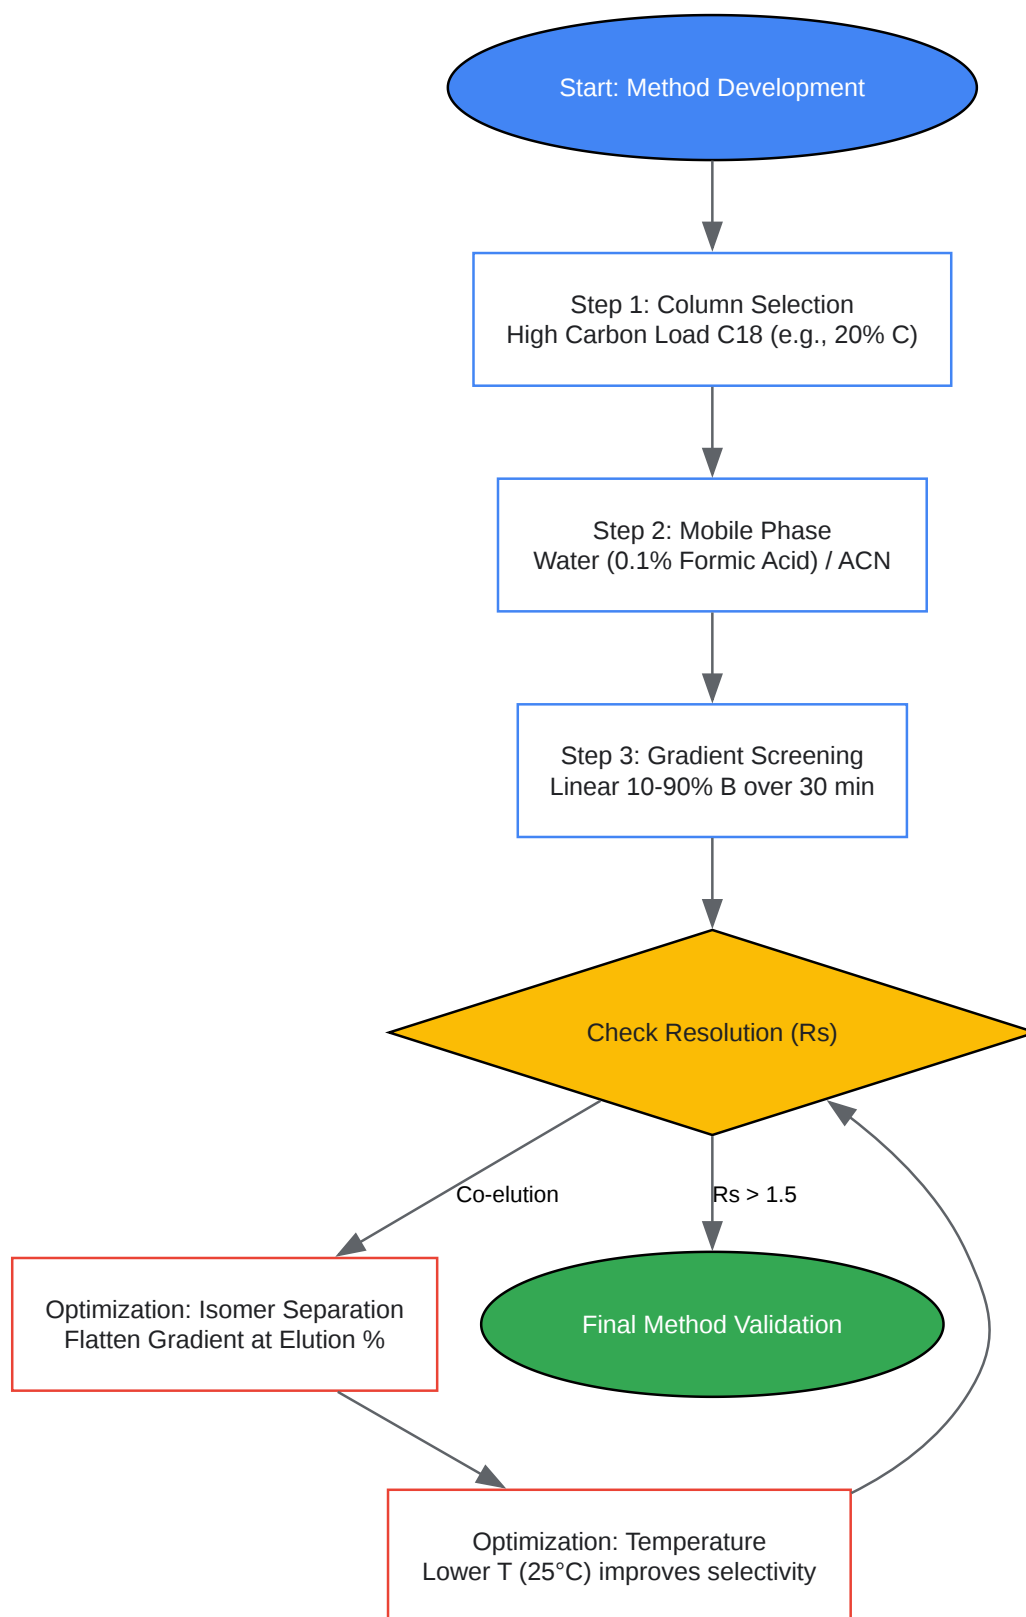 Start: Method Development
Step 1: Column Selection
High Carbon Load C18 (e.g., 20% C)
Step 2: Mobile Phase
Water (0.1% Formic Acid) / ACN
Step 3: Gradient Screening
Linear 10-90% B over 30 min
Check Resolution (Rs)
Co-elution
Rs > 1.5
Optimization: Isomer Separation
Flatten Gradient at Elution %
Final Method Validation
Optimization: Temperature
Lower T (25°C) improves selectivity